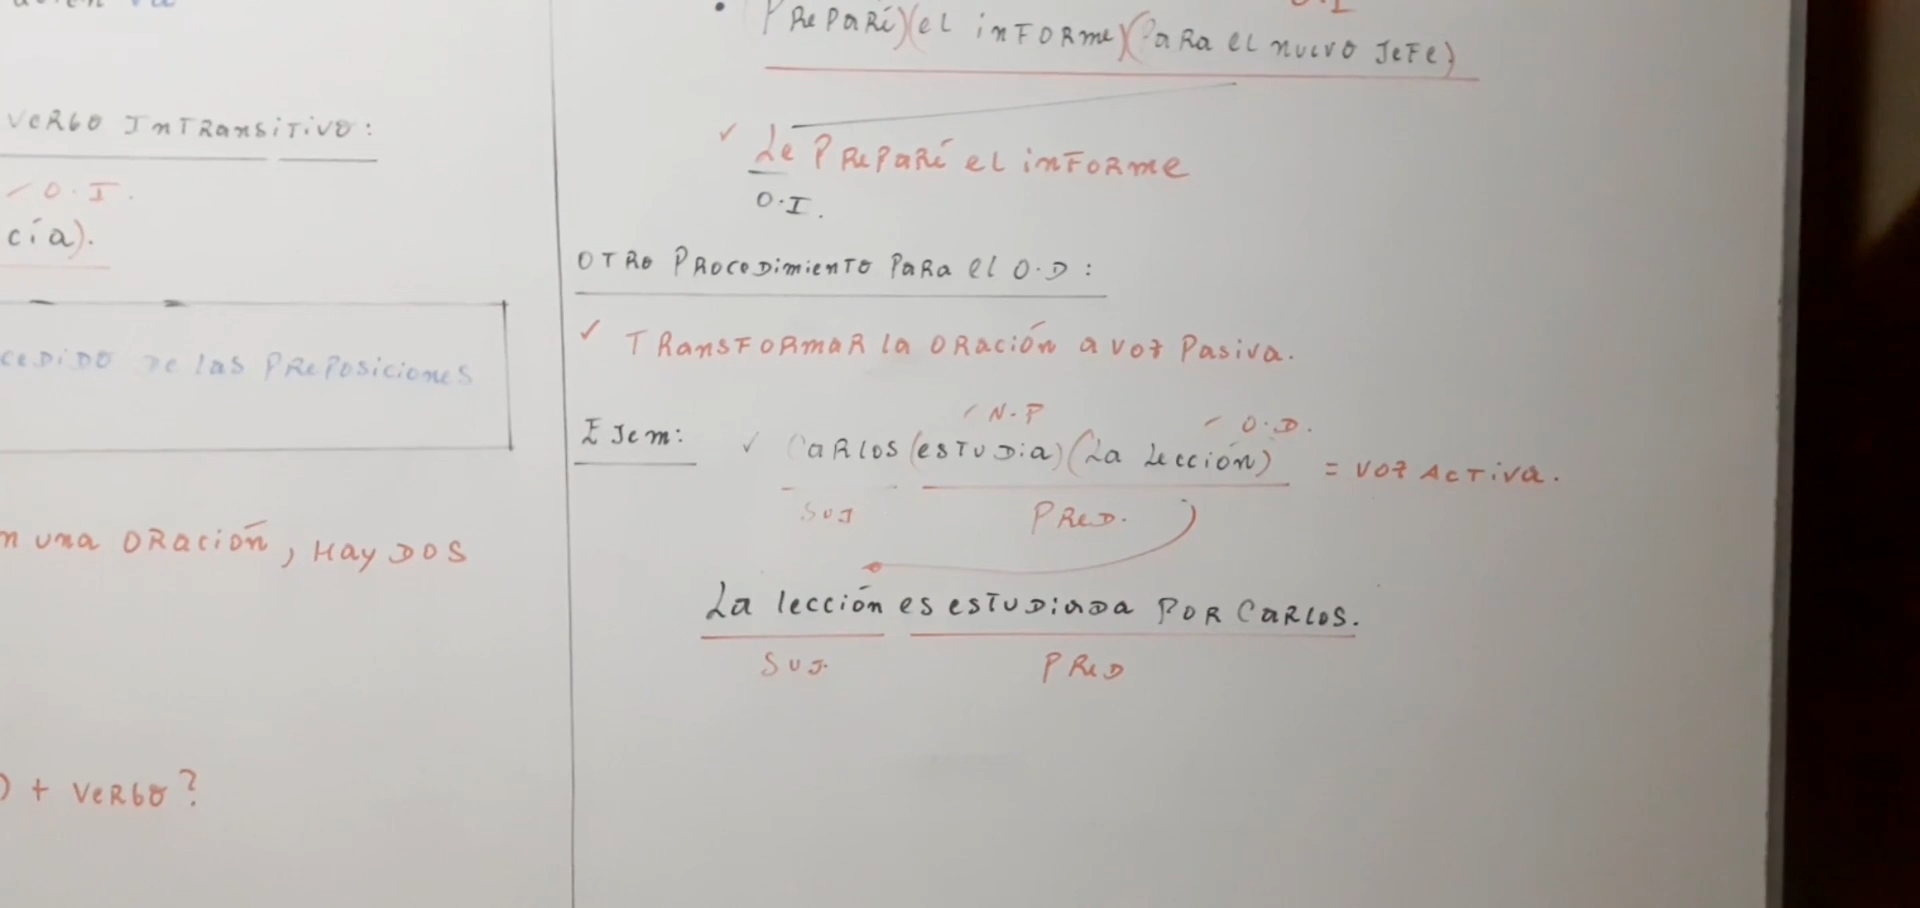 VERBO INTRANSITIVO:
O.I.
cía).
CEDIDO DE LAS PREPOSICIONES
n una ORACIÓN, HAY DOS
) + VERBO?
O.I
• PREPARÉ)(EL INFORME)(PARA EL NUEVO JEFE)
✓ LE PREPARÉ EL INFORME
O.I.
OTRO PROCODIMIENTO PARA EL O.D:
✓ TRANSFORMAR LA ORACIÓN A VOZ PASIVA.
N.P
O.D.
EJEM: ✓ CARLOS (ESTUDIA)(LA LECCIÓN) = VOZ ACTIVA.
SUJ PRED.
LA LECCIÓN ES ESTUDIADA POR CARLOS.
SUJ. PRED